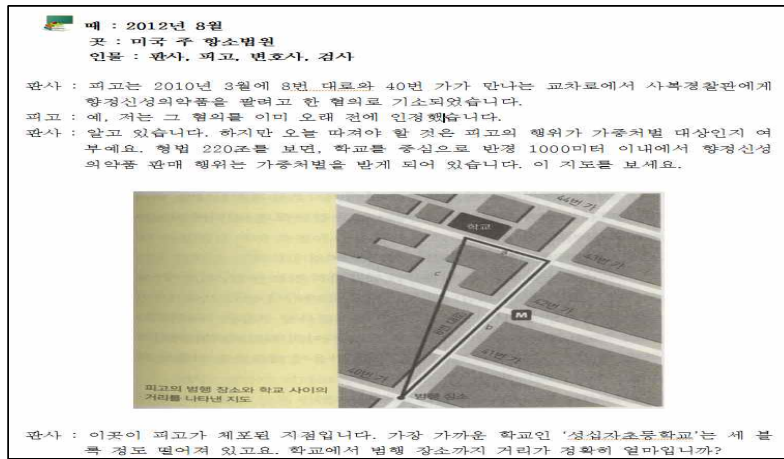 때 : 2012년 8월
곳 : 미국 주 항소법원
인물 : 판사, 피고, 변호사, 검사
판사 : 피고는 2010년 3월에 8번 대로와 40번 가가 만나는 교차로에서 사복경찰관에게
향정신성의약품을 팔려고 한 혐의로 기소되었습니다.
피고 : 예, 저는 그 혐의를 이미 오래 전에 인정했습니다.
판사 : 알고 있습니다. 하지만 오늘 따져야 할 것은 피고의 행위가 가중처벌 대상인지 여
부예요. 형법 220조를 보면, 학교를 중심으로 반경 1000미터 이내에서 향정신성
의약품 판매 행위는 가중처벌을 받게 되어 있습니다. 이 지도를 보세요.
44번 가
학교
a
43번 가
c
42번 가
M
8번 대로
b
41번 가
40번 가
피고의 범행 장소와 학교 사이의
거리를 나타낸 지도
범행 장소
판사 : 이곳이 피고가 체포된 지점입니다. 가장 가까운 학교인 '성십자초등학교'는 세 블
록 정도 떨어져 있고요. 학교에서 범행 장소까지 거리가 정확히 얼마입니까?